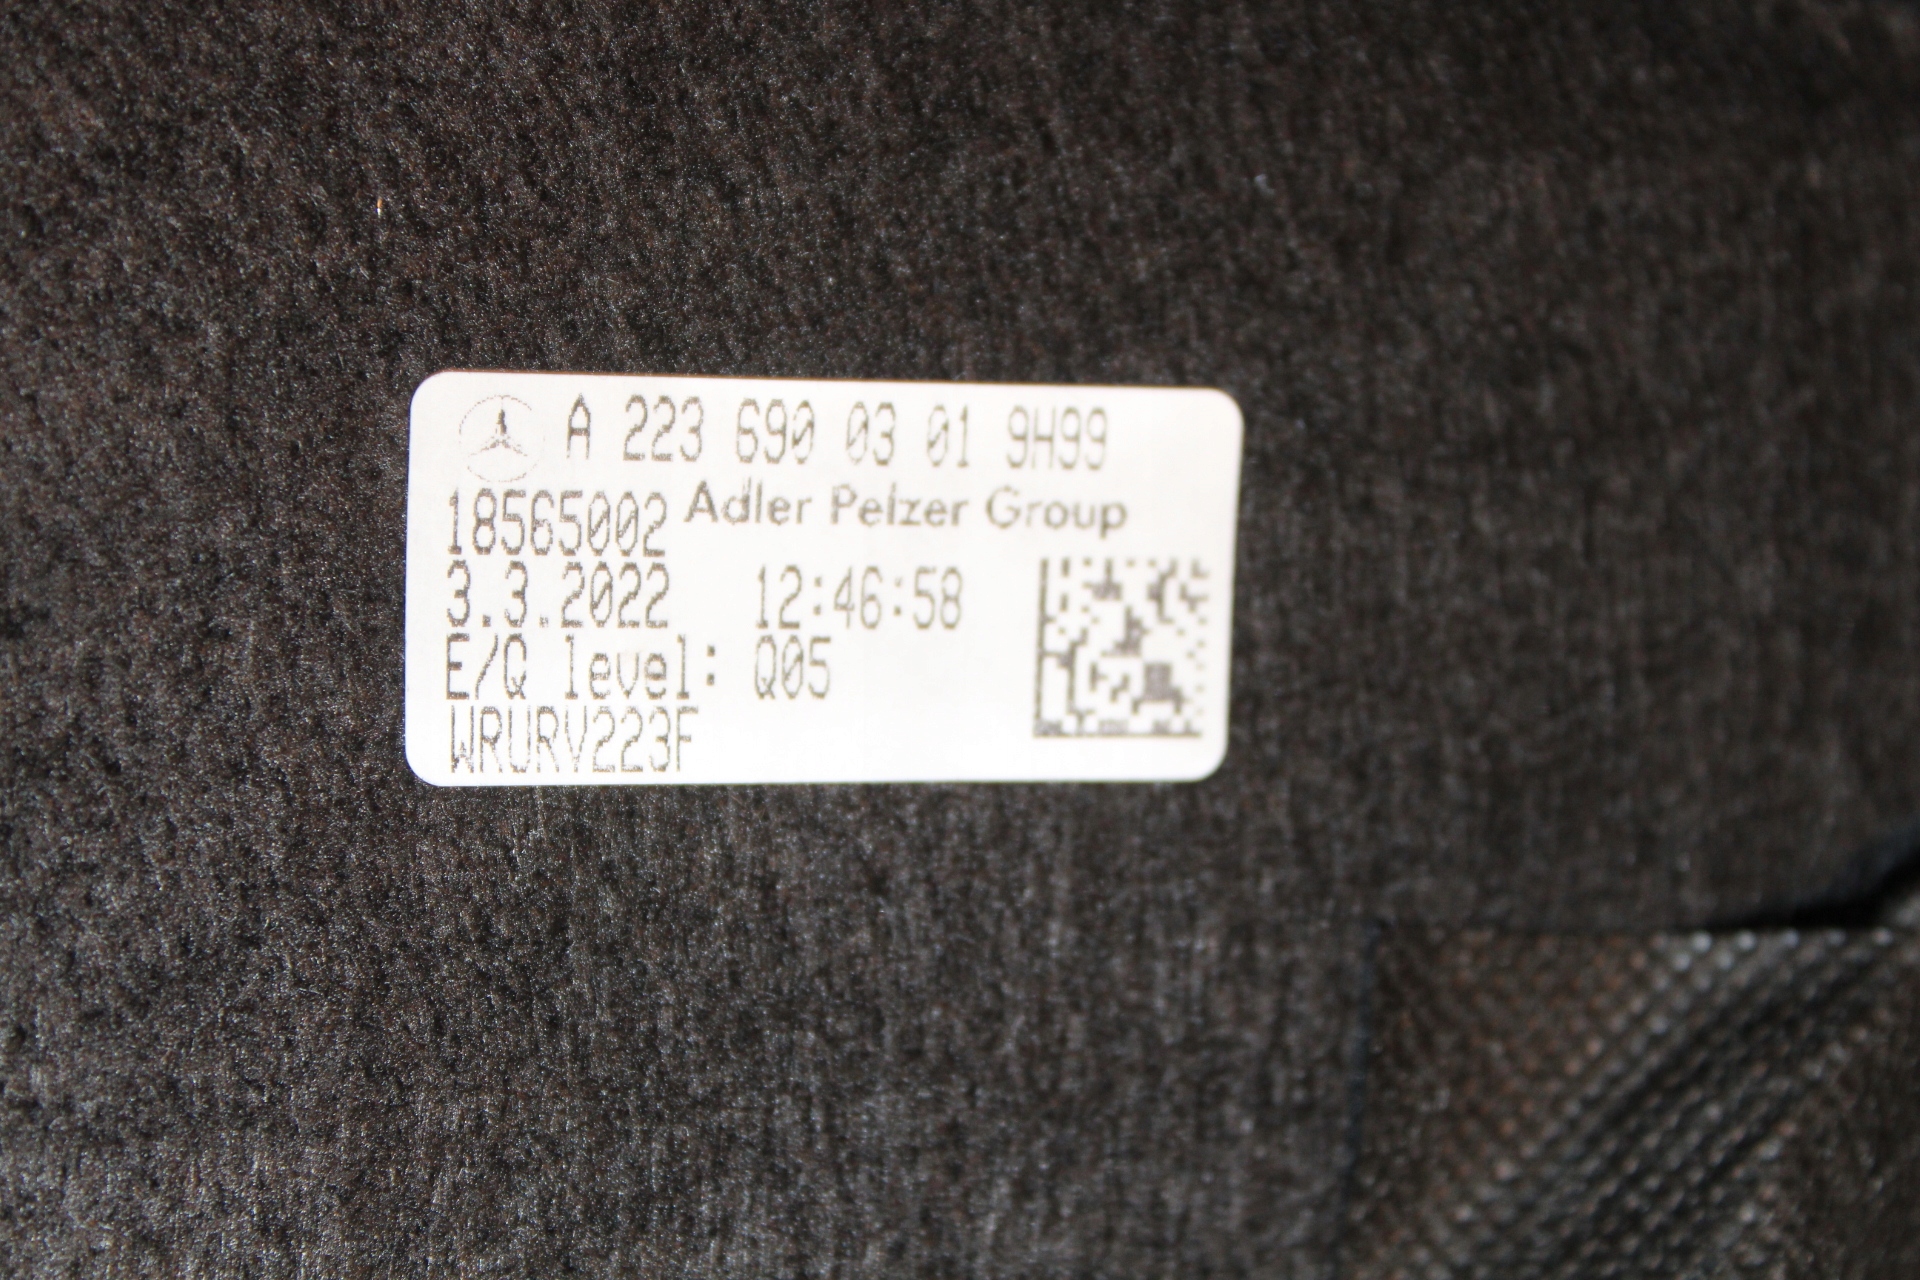 A 223 690 03 01 9H99
18565002 Adler Pelzer Group
3.3.2022 12:46:58
E/Q level: Q05
WRURV223F